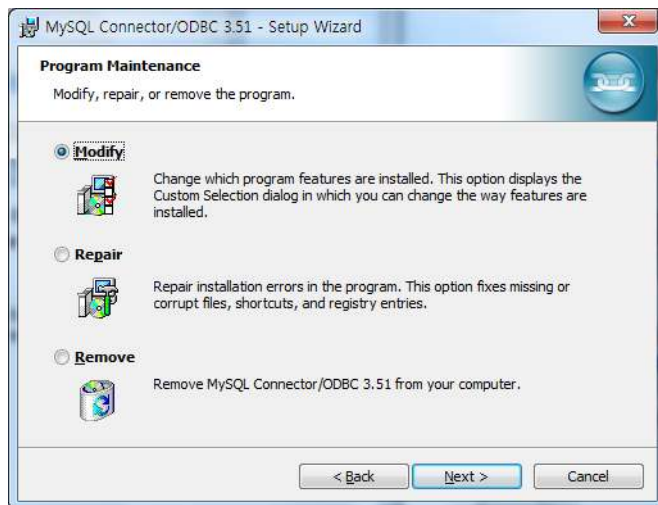 MySQL Connector/ODBC 3.51 - Setup Wizard
Program Maintenance
Modify, repair, or remove the program.
Modify
Change which program features are installed. This option displays the
Custom Selection dialog in which you can change the way features are
installed.
Repair
Repair installation errors in the program. This option fixes missing or
corrupt files, shortcuts, and registry entries.
Remove
Remove MySQL Connector/ODBC 3.51 from your computer.
< Back
Next >
Cancel